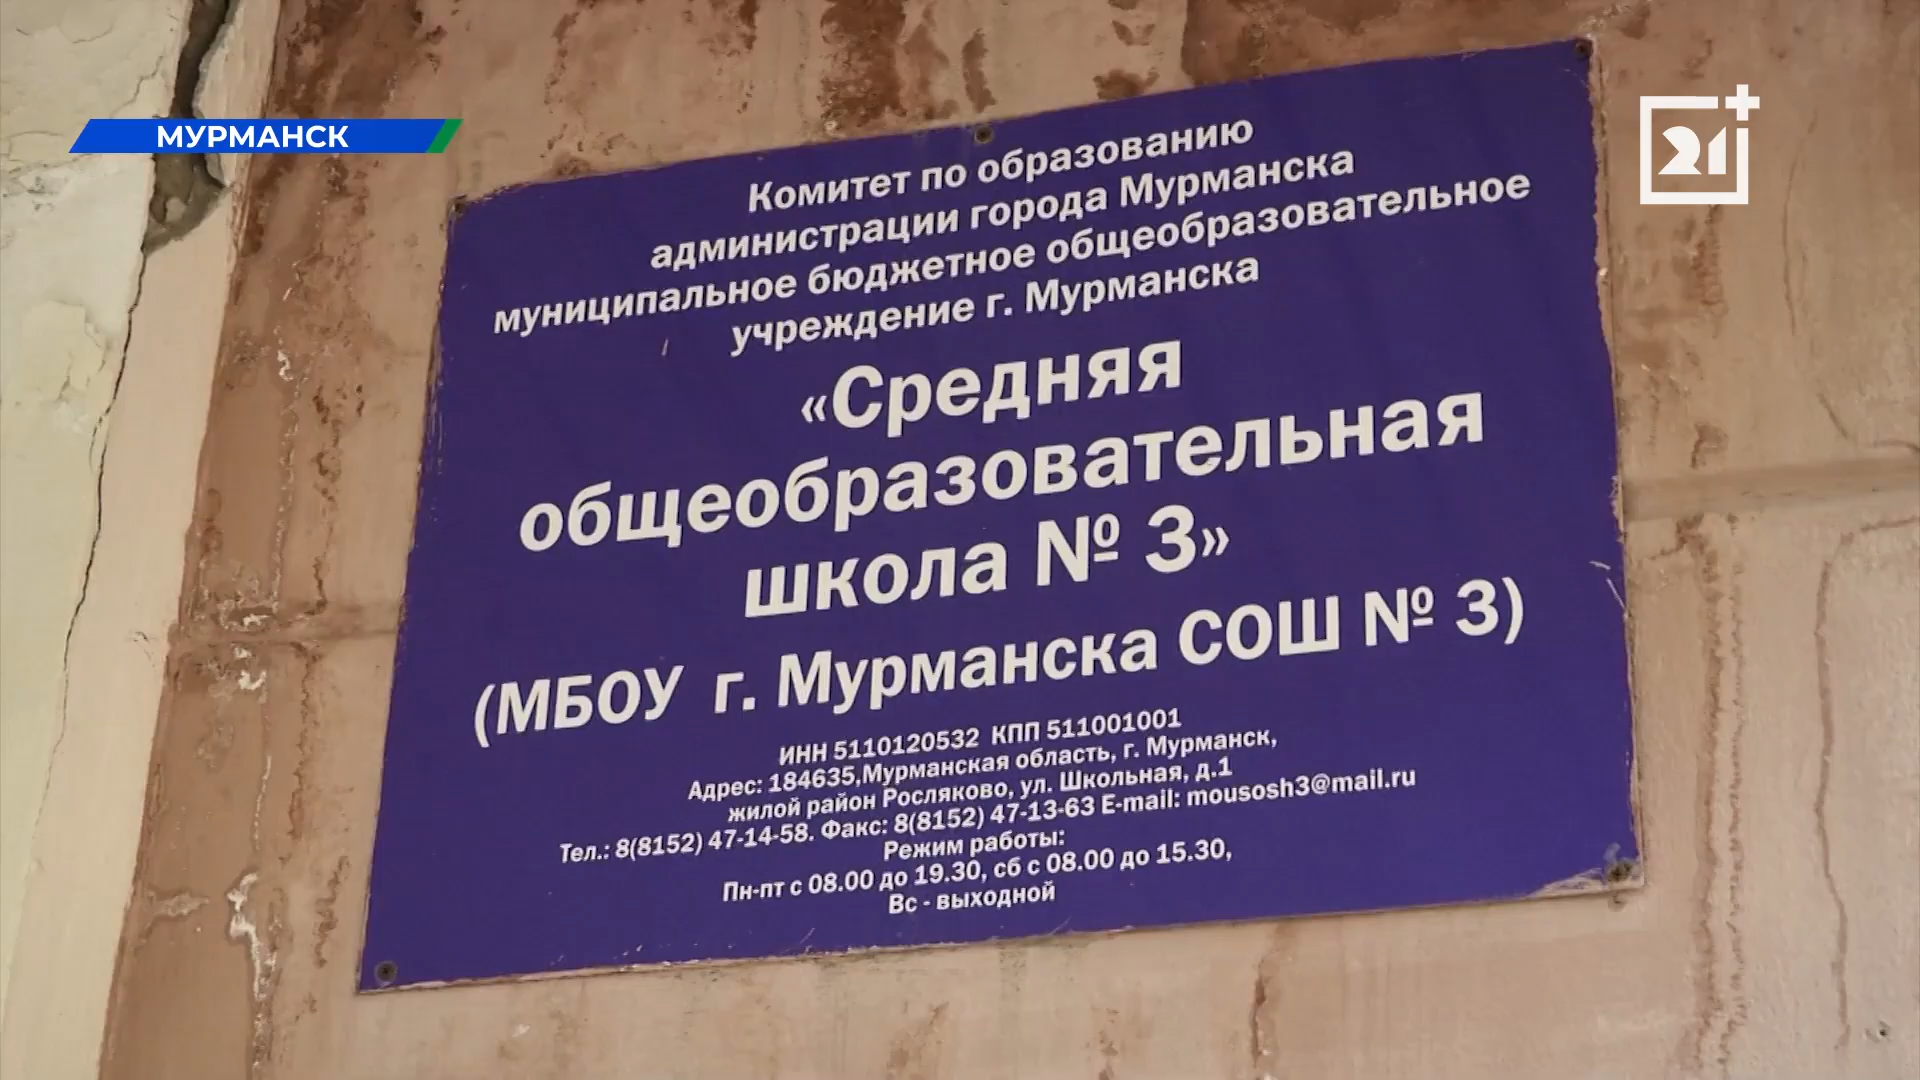 МУРМАНСК
21+
Комитет по образованию
администрации города Мурманска
муниципальное бюджетное общеобразовательное
учреждение г. Мурманска
«Средняя
общеобразовательная
школа № 3»
(МБОУ г. Мурманска СОШ № 3)
ИНН 5110120532 КПП 511001001
Адрес: 184635,Мурманская область, г. Мурманск,
жилой район Росляково, ул. Школьная, д.1
Тел.: 8(8152) 47-14-58. Факс: 8(8152) 47-13-63 E-mail: mousosh3@mail.ru
Режим работы:
Пн-пт с 08.00 до 19.30, сб с 08.00 до 15.30,
Вс - выходной